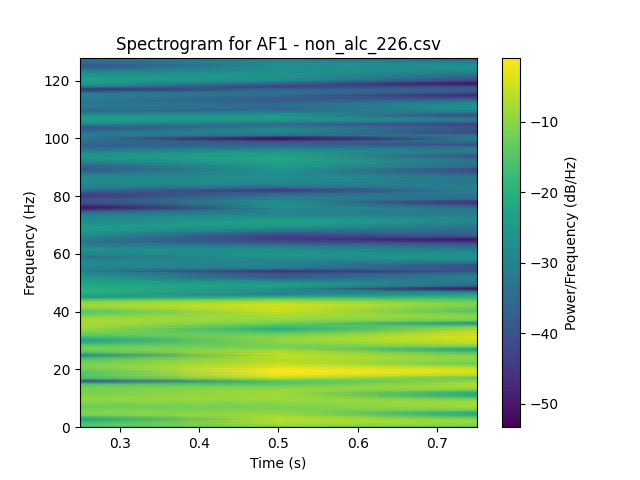 Spectrogram for AF1 - non_alc_226.csv
120
100
80
60
40
20
0
Frequency (Hz)
0.3 0.4 0.5 0.6 0.7
Time (s)
−10
−20
−30
−40
−50
Power/Frequency (dB/Hz)